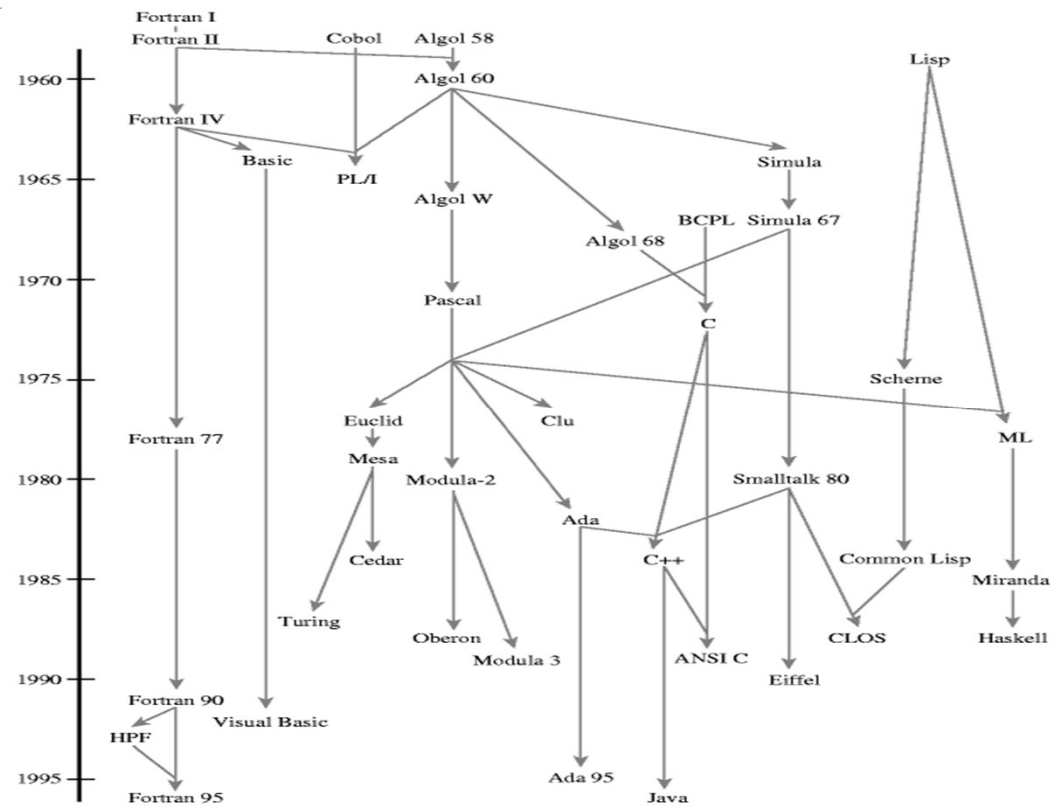 Fortran I
Fortran II
Cobol
Algol 58
Lisp
1960
Algol 60
Fortran IV
Basic
Simula
PL/I
1965
Algol W
BCPL
Simula 67
Algol 68
1970
Pascal
C
1975
Scheme
Euclid
Clu
Fortran 77
ML
Mesa
1980
Modula-2
Smalltalk 80
Ada
Cedar
C++
Common Lisp
1985
Miranda
Turing
Oberon
CLOS
Haskell
Modula 3
ANSI C
1990
Eiffel
Fortran 90
Visual Basic
HPF
1995
Ada 95
Fortran 95
Java